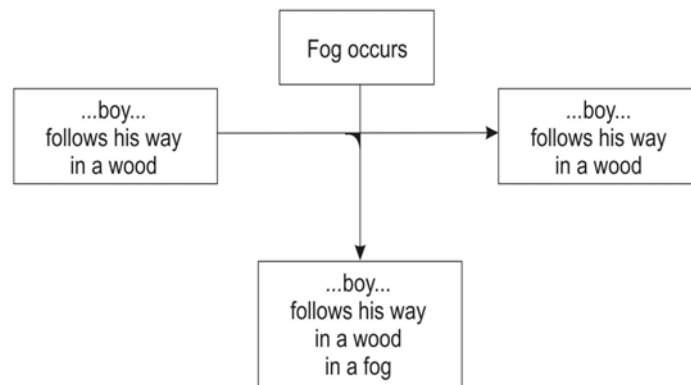 Fog occurs
...boy...
follows his way
in a wood
...boy...
follows his way
in a wood
...boy...
follows his way
in a wood
in a fog